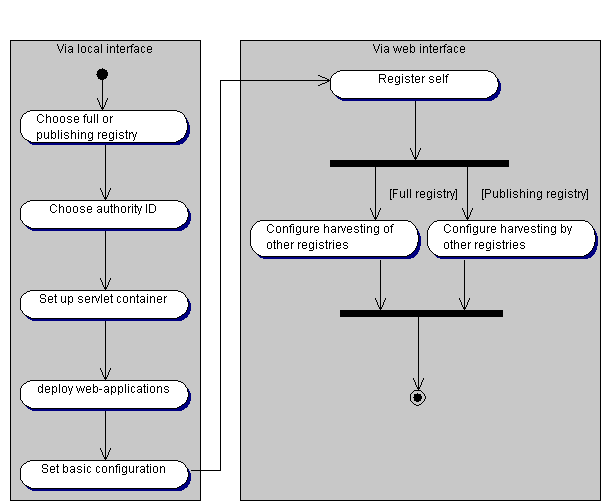 Via local interface
Choose full or
publishing registry
Choose authority ID
Set up servlet container
deploy web-applications
Set basic configuration
Via web interface
Register self
[Full registry]
[Publishing registry]
Configure harvesting of
other registries
Configure harvesting by
other registries